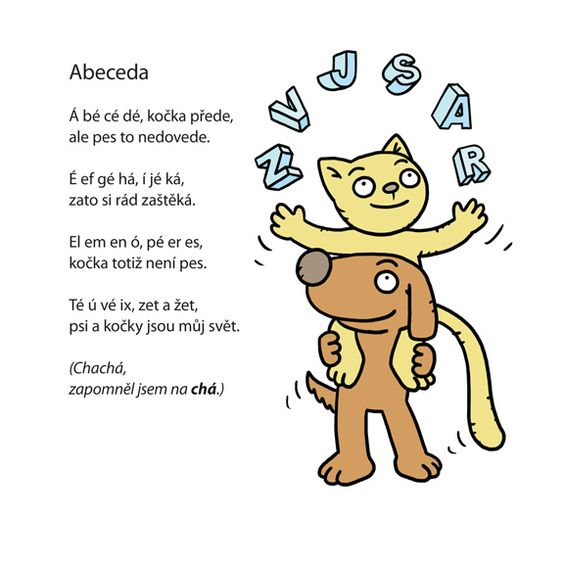 Abeceda
Á bé cé dé, kočka přede,
ale pes to nedovede.
É ef gé há, í jé ká,
zato si rád zaštěká.
El em en ó, pé er es,
kočka totiž není pes.
Té ú vé ix, zet a žet,
psi a kočky jsou můj svět.
(Chachá,
zapomněl jsem na chá.)
Z V J S A R